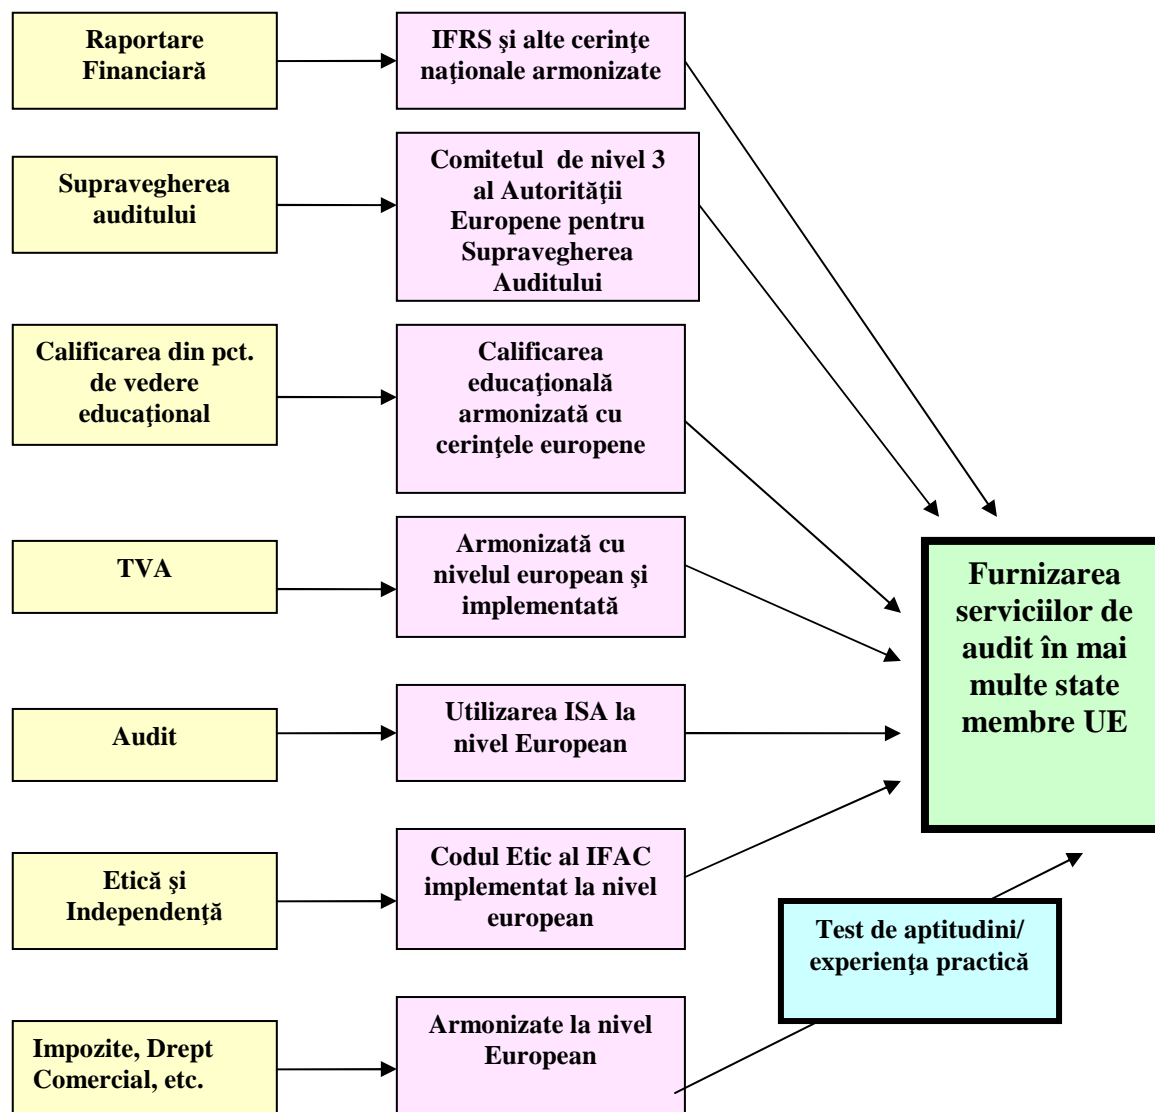 Raportare
Financiară
IFRS şi alte cerinţe
naţionale armonizate
Supravegherea
auditului
Comitetul de nivel 3
al Autorităţii
Europene pentru
Supravegherea
Auditului
Calificarea din pct.
de vedere
educaţional
Calificarea
educaţională
armonizată cu
cerinţele europene
TVA
Armonizată cu
nivelul european şi
implementată
Furnizarea
serviciilor de
audit în mai
multe state
membre UE
Audit
Utilizarea ISA la
nivel European
Etică şi
Independenţă
Codul Etic al IFAC
implementat la nivel
european
Test de aptitudini/
experienţa practică
Impozite, Drept
Comercial, etc.
Armonizate la nivel
European